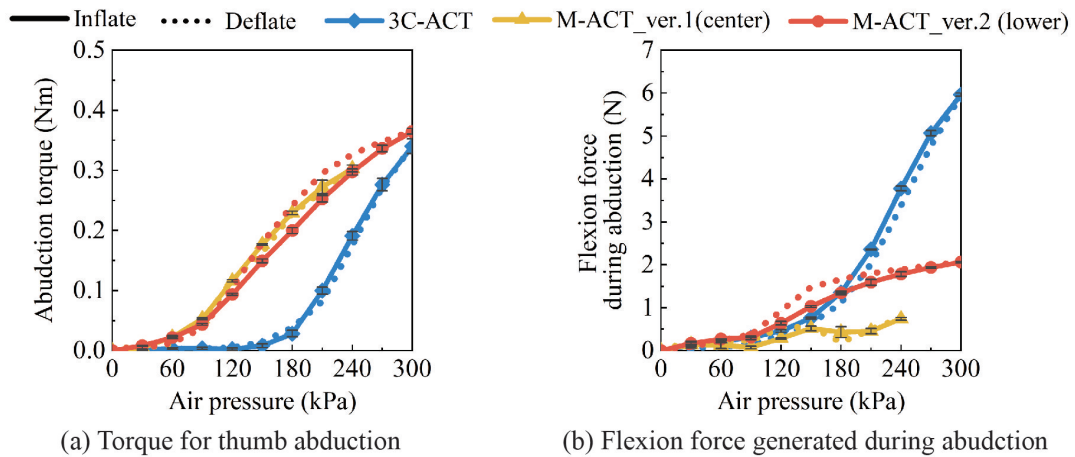 Inflate Deflate 3C-ACT M-ACT_ver.1(center) M-ACT_ver.2 (lower)
0.5
0.4
0.3
0.2
0.1
0.0
Abudction torque (Nm)
0 60 120 180 240 300
Air pressure (kPa)
(a) Torque for thumb abduction
7
6
5
4
3
2
1
0
Flexion force
during abduction (N)
0 60 120 180 240 300
Air pressure (kPa)
(b) Flexion force generated during abudction